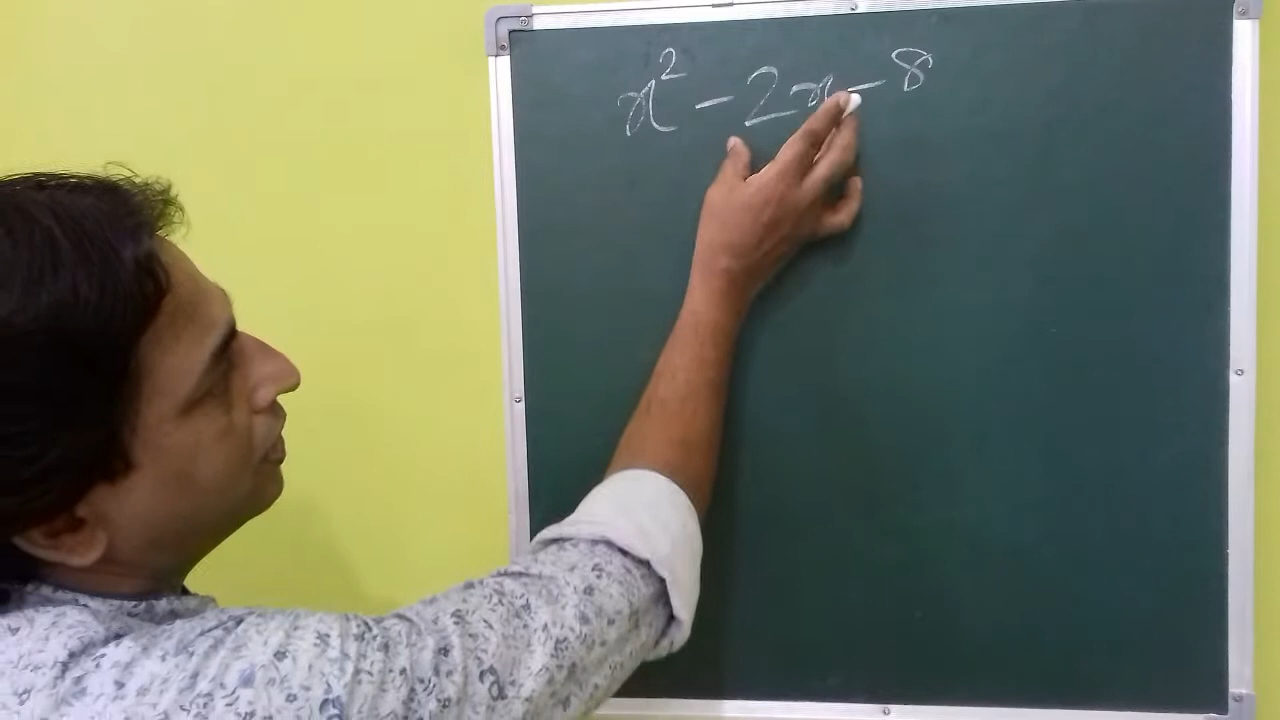 x² - 2x - 8